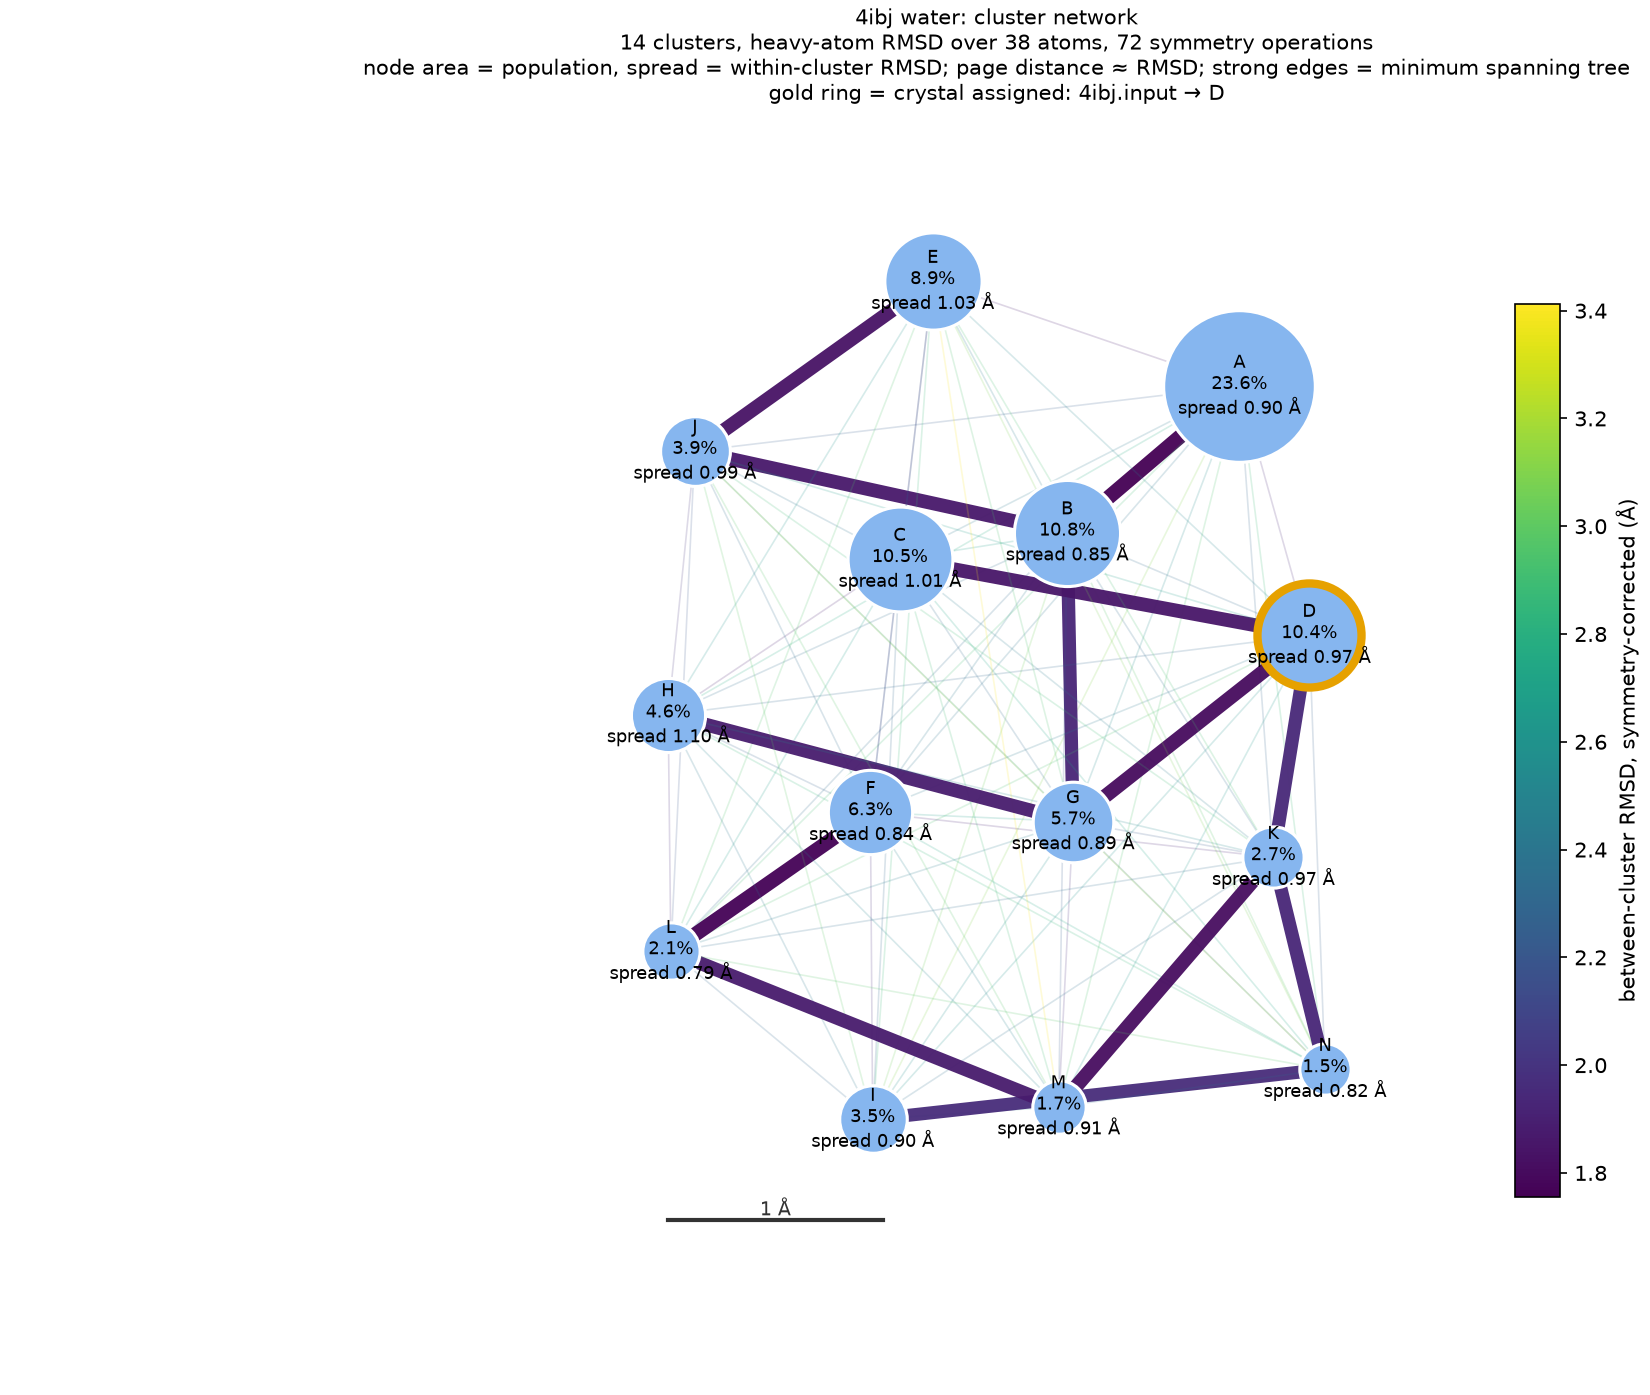 4ibj water: cluster network
14 clusters, heavy-atom RMSD over 38 atoms, 72 symmetry operations
node area = population, spread = within-cluster RMSD; page distance ≈ RMSD; strong edges = minimum spanning tree
gold ring = crystal assigned: 4ibj.input → D
E
8.9%
spread 1.03 Å
A
23.6%
spread 0.90 Å
J
3.9%
spread 0.99 Å
B
10.8%
spread 0.85 Å
C
10.5%
spread 1.01 Å
D
10.4%
spread 0.97 Å
H
4.6%
spread 1.10 Å
F
6.3%
spread 0.84 Å
G
5.7%
spread 0.89 Å
K
2.7%
spread 0.97 Å
L
2.1%
spread 0.79 Å
N
1.5%
spread 0.82 Å
M
1.7%
spread 0.91 Å
I
3.5%
spread 0.90 Å
1 Å
3.4
3.2
3.0
2.8
2.6
2.4
2.2
2.0
1.8
between-cluster RMSD, symmetry-corrected (Å)